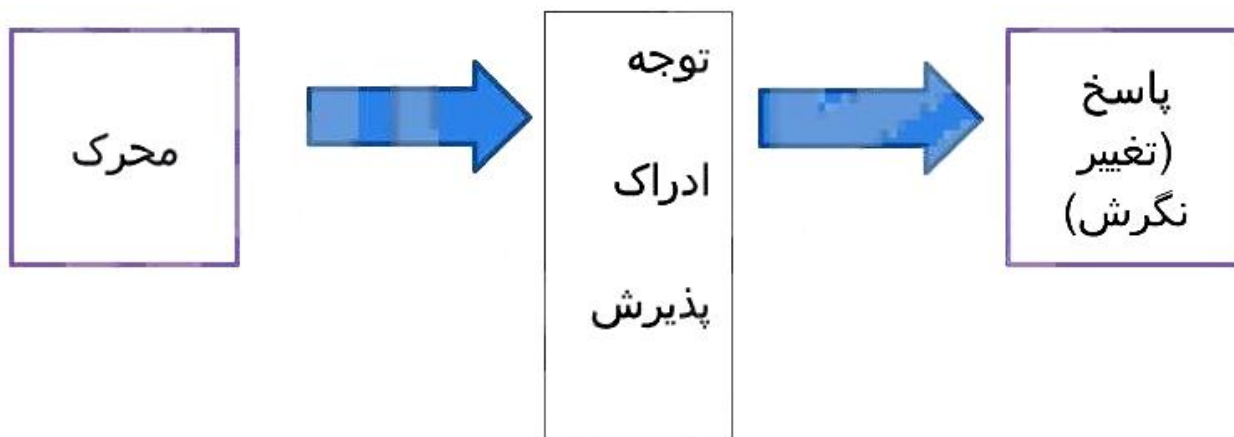 محرک
توجه
ادراک
پذیرش
پاسخ
(تغییر
نگرش)